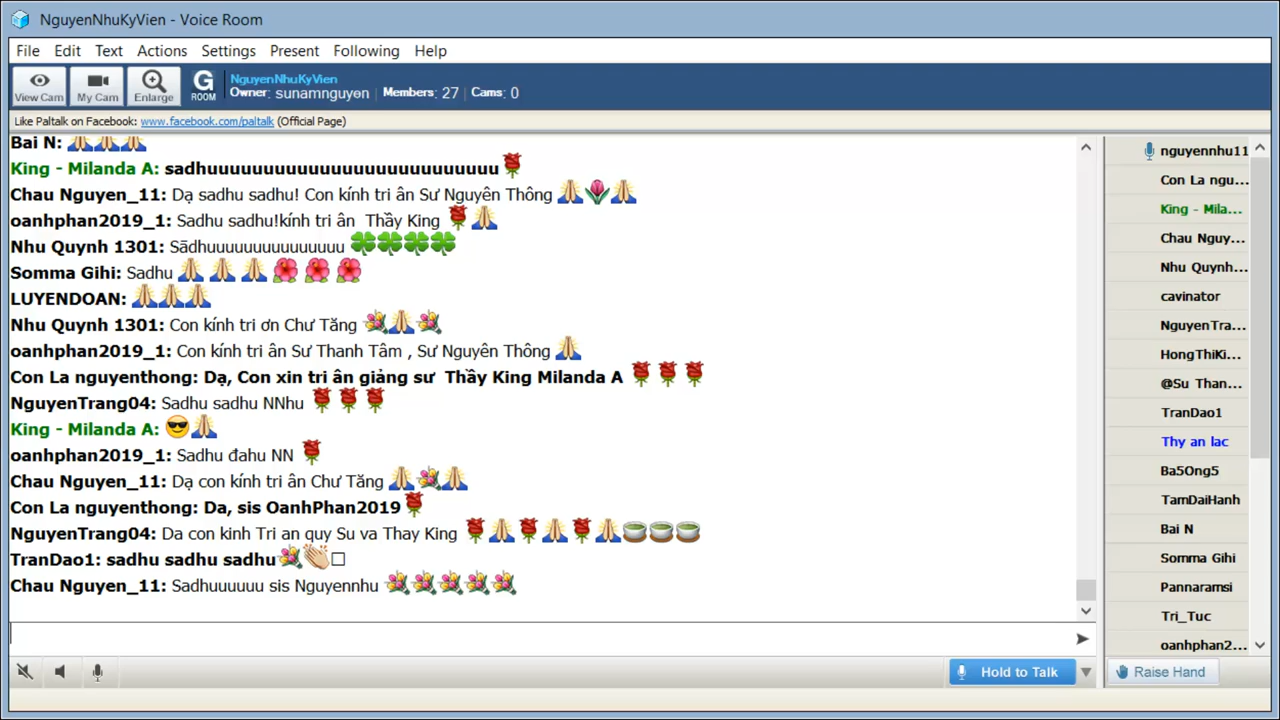 NguyenNhuKyVien - Voice Room
File Edit Text Actions Settings Present Following Help
View Cam My Cam Enlarge G ROOM
NguyenNhuKyVien
Owner: sunamnguyen | Members: 27 | Cams: 0
Like Paltalk on Facebook: www.facebook.com/paltalk (Official Page)
Bai N: 🙏🙏🙏
King - Milanda A: sadhuuuuuuuuuuuuuuuuuuuuuuuuuu🌹
Chau Nguyen_11: Dạ sadhu sadhu! Con kính tri ân Sư Nguyên Thông 🙏🌷🙏
oanhphan2019_1: Sadhu sadhu!kính tri ân  Thầy King 🌹🙏
Nhu Quynh 1301: Sādhuuuuuuuuuuuuuuu 🍀🍀🍀🍀
Somma Gihi: Sadhu 🙏 🙏 🙏 🌺 🌺 🌺
LUYENDOAN: 🙏🙏🙏
Nhu Quynh 1301: Con kính tri ơn Chư Tăng 💐🙏💐
oanhphan2019_1: Con kính tri ân Sư Thanh Tâm , Sư Nguyên Thông 🙏
Con La nguyenthong: Dạ, Con xin tri ân giảng sư  Thầy King Milanda A 🌹 🌹 🌹
NguyenTrang04: Sadhu sadhu NNhu 🌹 🌹 🌹
King - Milanda A: 😎🙏
oanhphan2019_1: Sadhu đahu NN 🌹
Chau Nguyen_11: Dạ con kính tri ân Chư Tăng 🙏💐🙏
Con La nguyenthong: Da, sis OanhPhan2019🌹
NguyenTrang04: Da con kinh Tri an quy Su va Thay King 🌹🙏🌹🙏🌹🙏🍵🍵🍵
TranDao1: sadhu sadhu sadhu💐👏🏻□
Chau Nguyen_11: Sadhuuuuuu sis Nguyennhu 💐💐💐💐💐
Hold to Talk
nguyennhu11
Con La ngu...
King - Mila...
Chau Nguy...
Nhu Quynh...
cavinator
NguyenTra...
HongThiKi...
@Su Than...
TranDao1
Thy an lac
Ba5Ong5
TamDaiHanh
Bai N
Somma Gihi
Pannaramsi
Tri_Tuc
oanhphan2...
Raise Hand